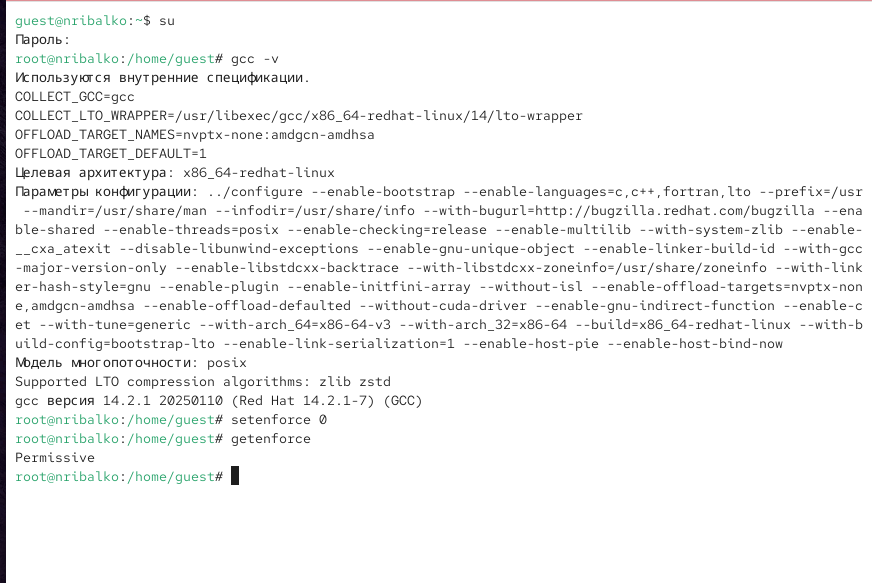 guest@nribalko:~$ su
Пароль:
root@nribalko:/home/guest# gcc -v
Используются внутренние спецификации.
COLLECT_GCC=gcc
COLLECT_LTO_WRAPPER=/usr/libexec/gcc/x86_64-redhat-linux/14/lto-wrapper
OFFLOAD_TARGET_NAMES=nvptx-none:amdgcn-amdhsa
OFFLOAD_TARGET_DEFAULT=1
Целевая архитектура: x86_64-redhat-linux
Параметры конфигурации: ../configure --enable-bootstrap --enable-languages=c,c++,fortran,lto --prefix=/usr
 --mandir=/usr/share/man --infodir=/usr/share/info --with-bugurl=http://bugzilla.redhat.com/bugzilla --ena
ble-shared --enable-threads=posix --enable-checking=release --enable-multilib --with-system-zlib --enable-
__cxa_atexit --disable-libunwind-exceptions --enable-gnu-unique-object --enable-linker-build-id --with-gcc
-major-version-only --enable-libstdcxx-backtrace --with-libstdcxx-zoneinfo=/usr/share/zoneinfo --with-link
er-hash-style=gnu --enable-plugin --enable-initfini-array --without-isl --enable-offload-targets=nvptx-non
e,amdgcn-amdhsa --enable-offload-defaulted --without-cuda-driver --enable-gnu-indirect-function --enable-c
et --with-tune=generic --with-arch_64=x86-64-v3 --with-arch_32=x86-64 --build=x86_64-redhat-linux --with-b
uild-config=bootstrap-lto --enable-link-serialization=1 --enable-host-pie --enable-host-bind-now
Модель многопоточности: posix
Supported LTO compression algorithms: zlib zstd
gcc версия 14.2.1 20250110 (Red Hat 14.2.1-7) (GCC)
root@nribalko:/home/guest# setenforce 0
root@nribalko:/home/guest# getenforce
Permissive
root@nribalko:/home/guest#